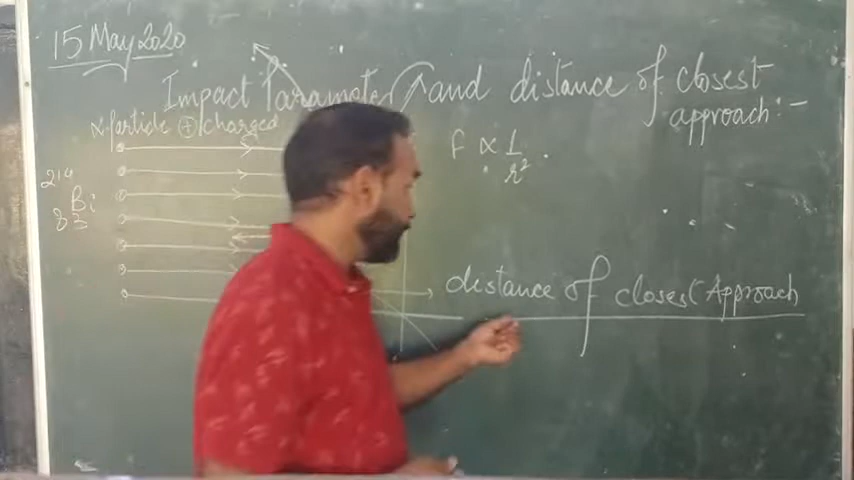 15 May 2020
Impact Parameter and distance of closest
approach:-
α particle ⊕ charged
F ∝ 1/r²
214
Bi
83
distance of closest Approach